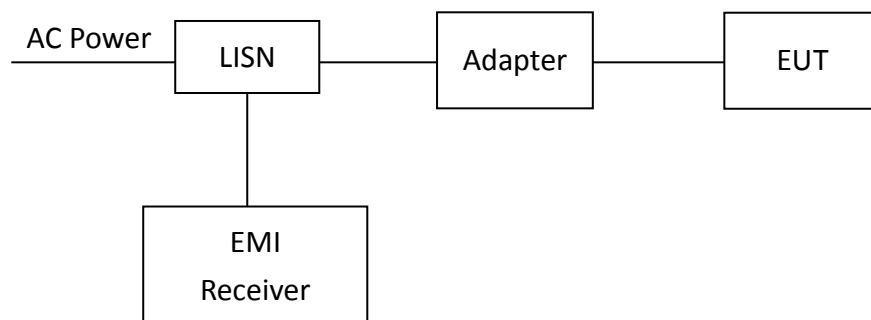 AC Power
LISN
Adapter
EUT
EMI
Receiver